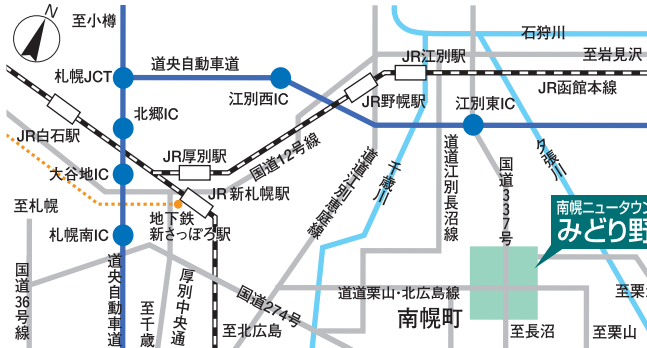 N
至小樽
石狩川
JR江別駅
至岩見沢
道央自動車道
札幌JCT
江別西IC
JR野幌駅
JR函館本線
北郷IC
江別東IC
JR白石駅
国道12号線
夕張川
JR厚別駅
大谷地IC
千歳川
道道江別恵庭線
道道江別長沼線
国道337号
JR新札幌駅
至札幌
地下鉄
新さっぽろ駅
南幌ニュータウン
みどり野
札幌南IC
国道36号線
道央自動車道
厚別中央通
国道274号
道道栗山・北広島線
至栗
南幌町
至千歳
至北広島
至長沼
至栗山